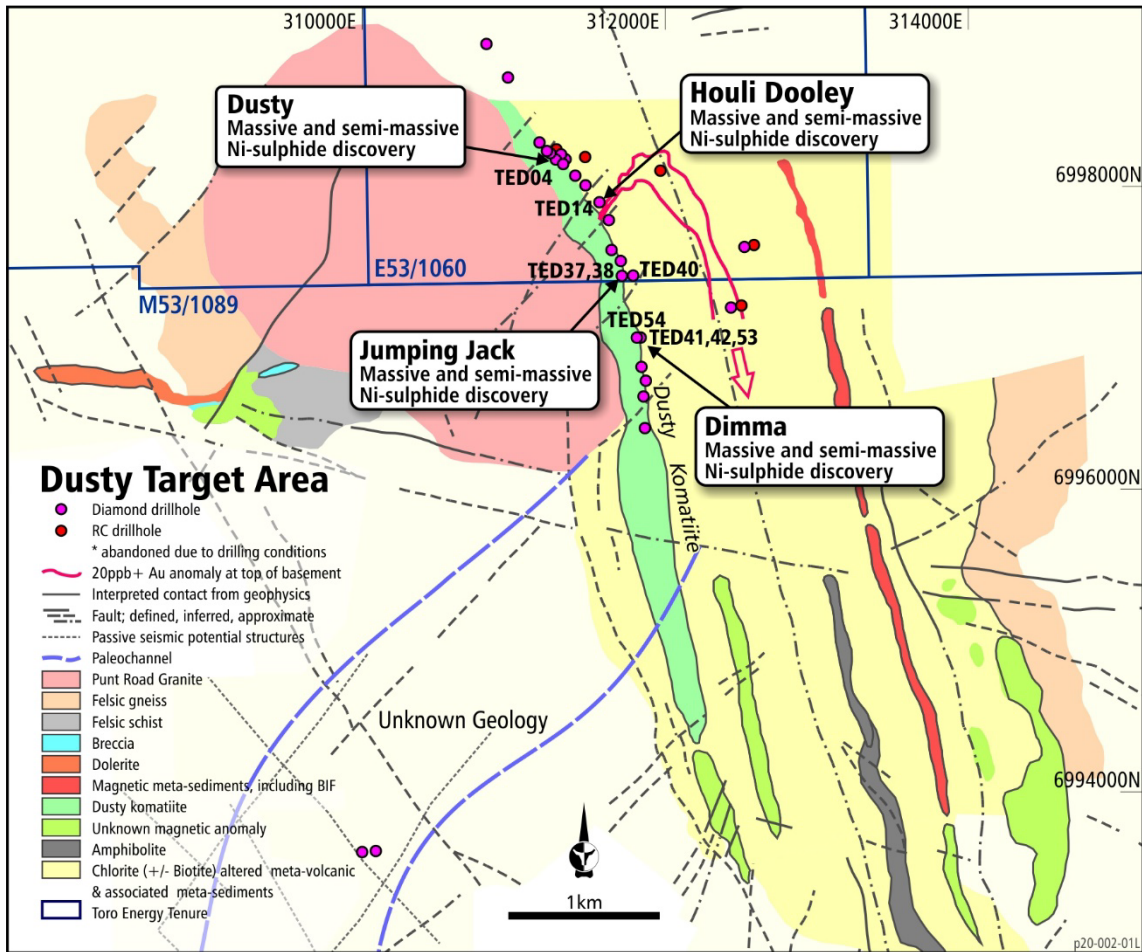 310000E
312000E
314000E
Dusty
Massive and semi-massive
Ni-sulphide discovery
Houli Dooley
Massive and semi-massive
Ni-sulphide discovery
TED04
6998000N
TED14
E53/1060
TED37,38
TED40
M53/1089
TED54
TED41,42,53
Jumping Jack
Massive and semi-massive
Ni-sulphide discovery
Dusty Komatiite
Dimma
Massive and semi-massive
Ni-sulphide discovery
6996000N
Dusty Target Area
Diamond drillhole
RC drillhole
* abandoned due to drilling conditions
20ppb+ Au anomaly at top of basement
Interpreted contact from geophysics
Fault; defined, inferred, approximate
Passive seismic potential structures
Paleochannel
Punt Road Granite
Felsic gneiss
Felsic schist
Breccia
Dolerite
Magnetic meta-sediments, including BIF
Dusty komatiite
Unknown magnetic anomaly
Amphibolite
Chlorite (+/- Biotite) altered meta-volcanic
& associated meta-sediments
Toro Energy Tenure
Unknown Geology
6994000N
1km
p20-002-01L